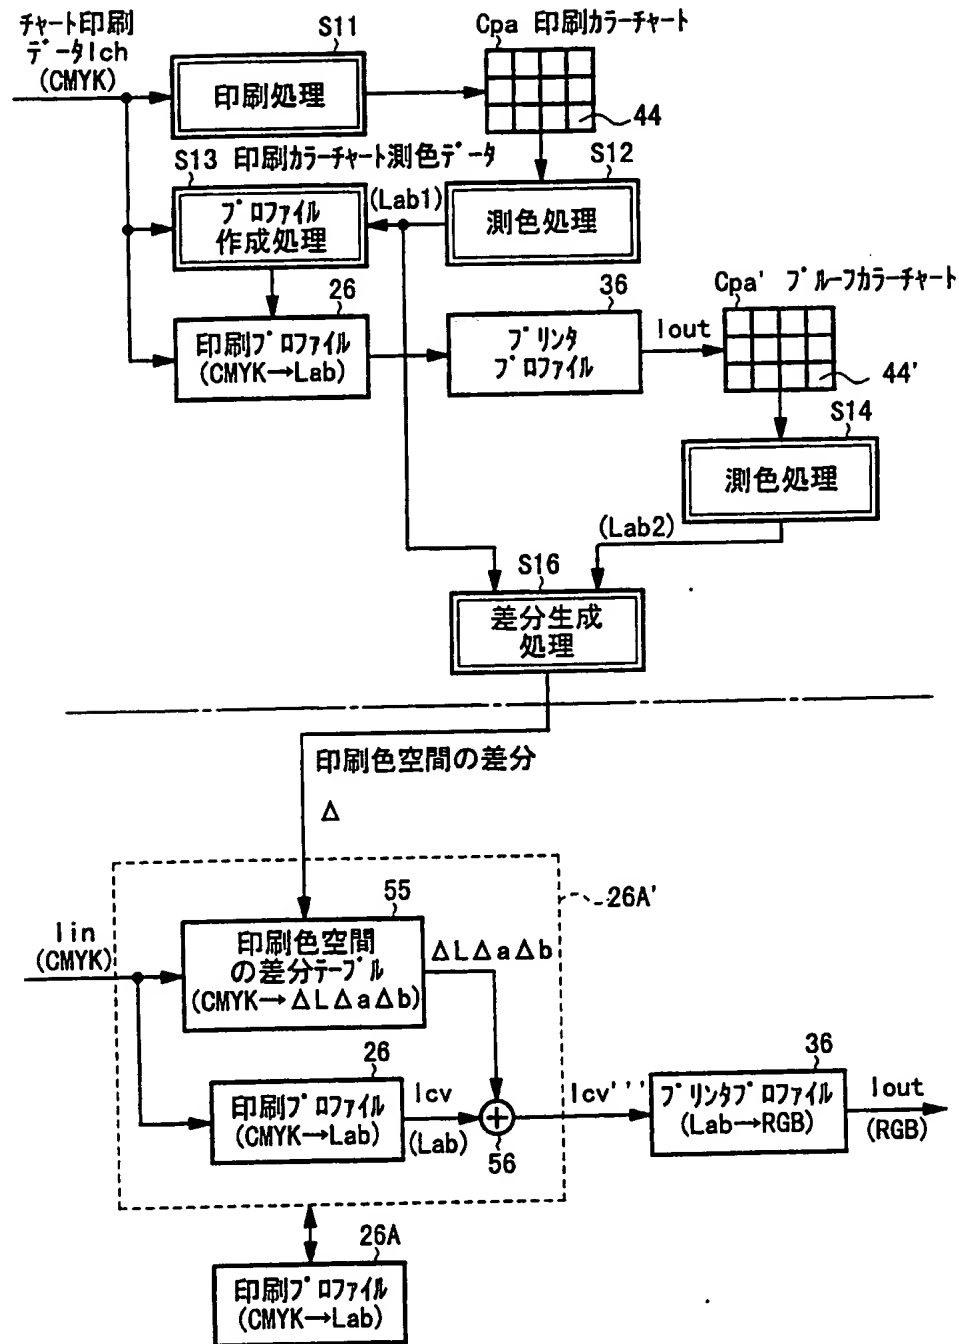 チャート印刷
データIch
(CMYK)
S11
印刷処理
Cpa 印刷カラーチャート
44
S13 印刷カラーチャート測色データ
(Lab1)
S12
測色処理
プロファイル
作成処理
26
印刷プロファイル
(CMYK→Lab)
36
プリンタ
プロファイル
Iout
Cpa' プルーフカラーチャート
44'
S14
測色処理
(Lab2)
S16
差分生成
処理
印刷色空間の差分
Δ
26A'
Iin
(CMYK)
55
印刷色空間
の差分テーブル
(CMYK→ΔLΔaΔb)
ΔLΔaΔb
26
印刷プロファイル
(CMYK→Lab)
Icv
(Lab)
56
Icv'''
36
プリンタプロファイル
(Lab→RGB)
Iout
(RGB)
26A
印刷プロファイル
(CMYK→Lab)